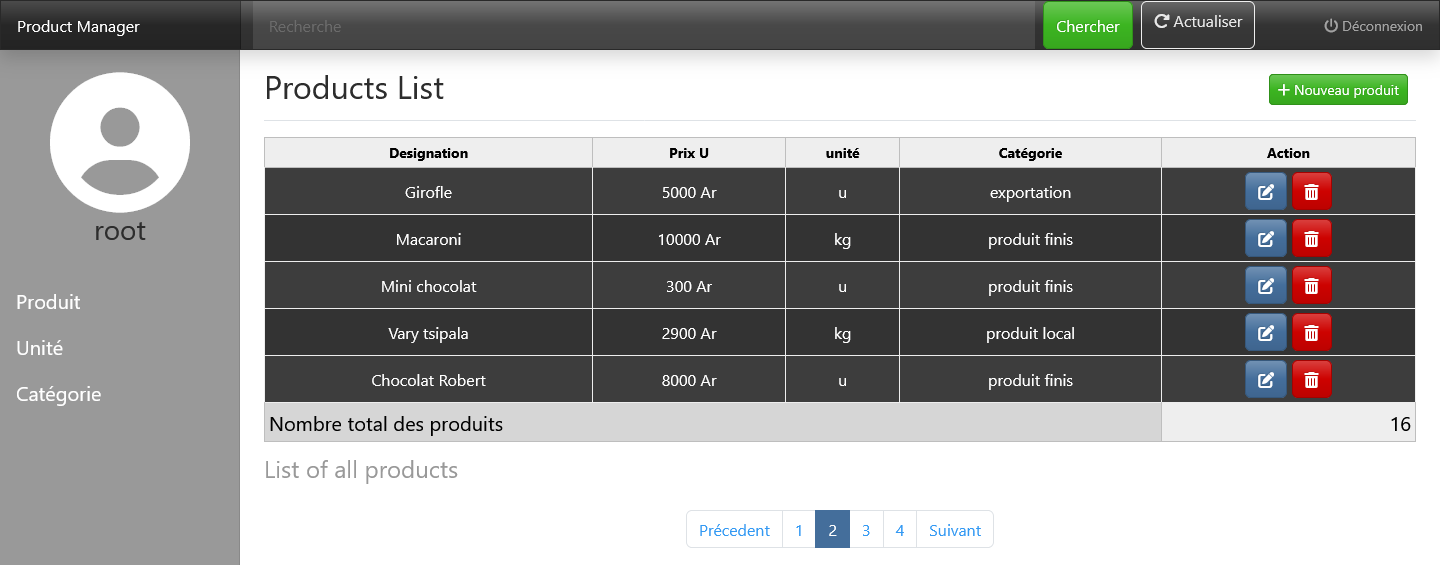 Product Manager Recherche Chercher Actualiser Déconnexion
root
Produit
Unité
Catégorie
Products List Nouveau produit
Designation Prix U unité Catégorie Action
Girofle 5000 Ar u exportation
Macaroni 10000 Ar kg produit finis
Mini chocolat 300 Ar u produit finis
Vary tsipala 2900 Ar kg produit local
Chocolat Robert 8000 Ar u produit finis
Nombre total des produits 16
List of all products
Précedent 1 2 3 4 Suivant